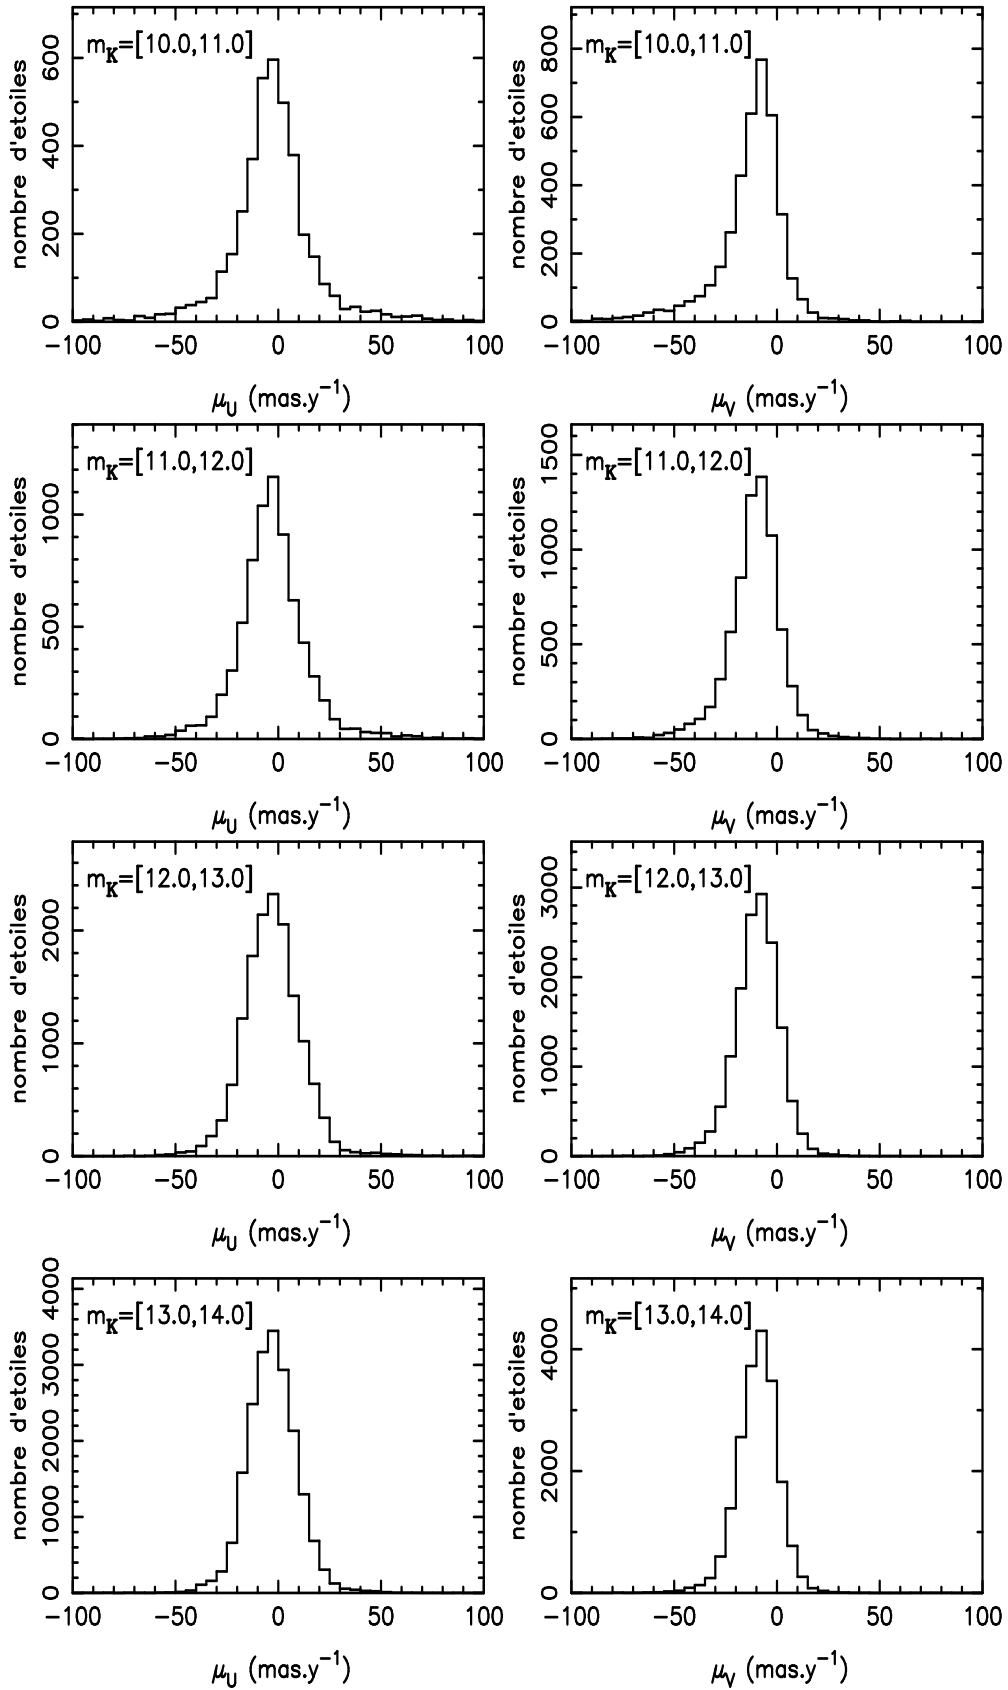 m_K=[10.0,11.0]
nombre d'etoiles
0 200 400 600
−100 −50 0 50 100
μ_U (mas.y⁻¹)
m_K=[10.0,11.0]
nombre d'etoiles
0 200 400 600 800
−100 −50 0 50 100
μ_V (mas.y⁻¹)
m_K=[11.0,12.0]
nombre d'etoiles
0 500 1000
−100 −50 0 50 100
μ_U (mas.y⁻¹)
m_K=[11.0,12.0]
nombre d'etoiles
0 500 1000 1500
−100 −50 0 50 100
μ_V (mas.y⁻¹)
m_K=[12.0,13.0]
nombre d'etoiles
0 1000 2000
−100 −50 0 50 100
μ_U (mas.y⁻¹)
m_K=[12.0,13.0]
nombre d'etoiles
0 1000 2000 3000
−100 −50 0 50 100
μ_V (mas.y⁻¹)
m_K=[13.0,14.0]
nombre d'etoiles
0 1000 2000 3000 4000
−100 −50 0 50 100
μ_U (mas.y⁻¹)
m_K=[13.0,14.0]
nombre d'etoiles
0 2000 4000
−100 −50 0 50 100
μ_V (mas.y⁻¹)